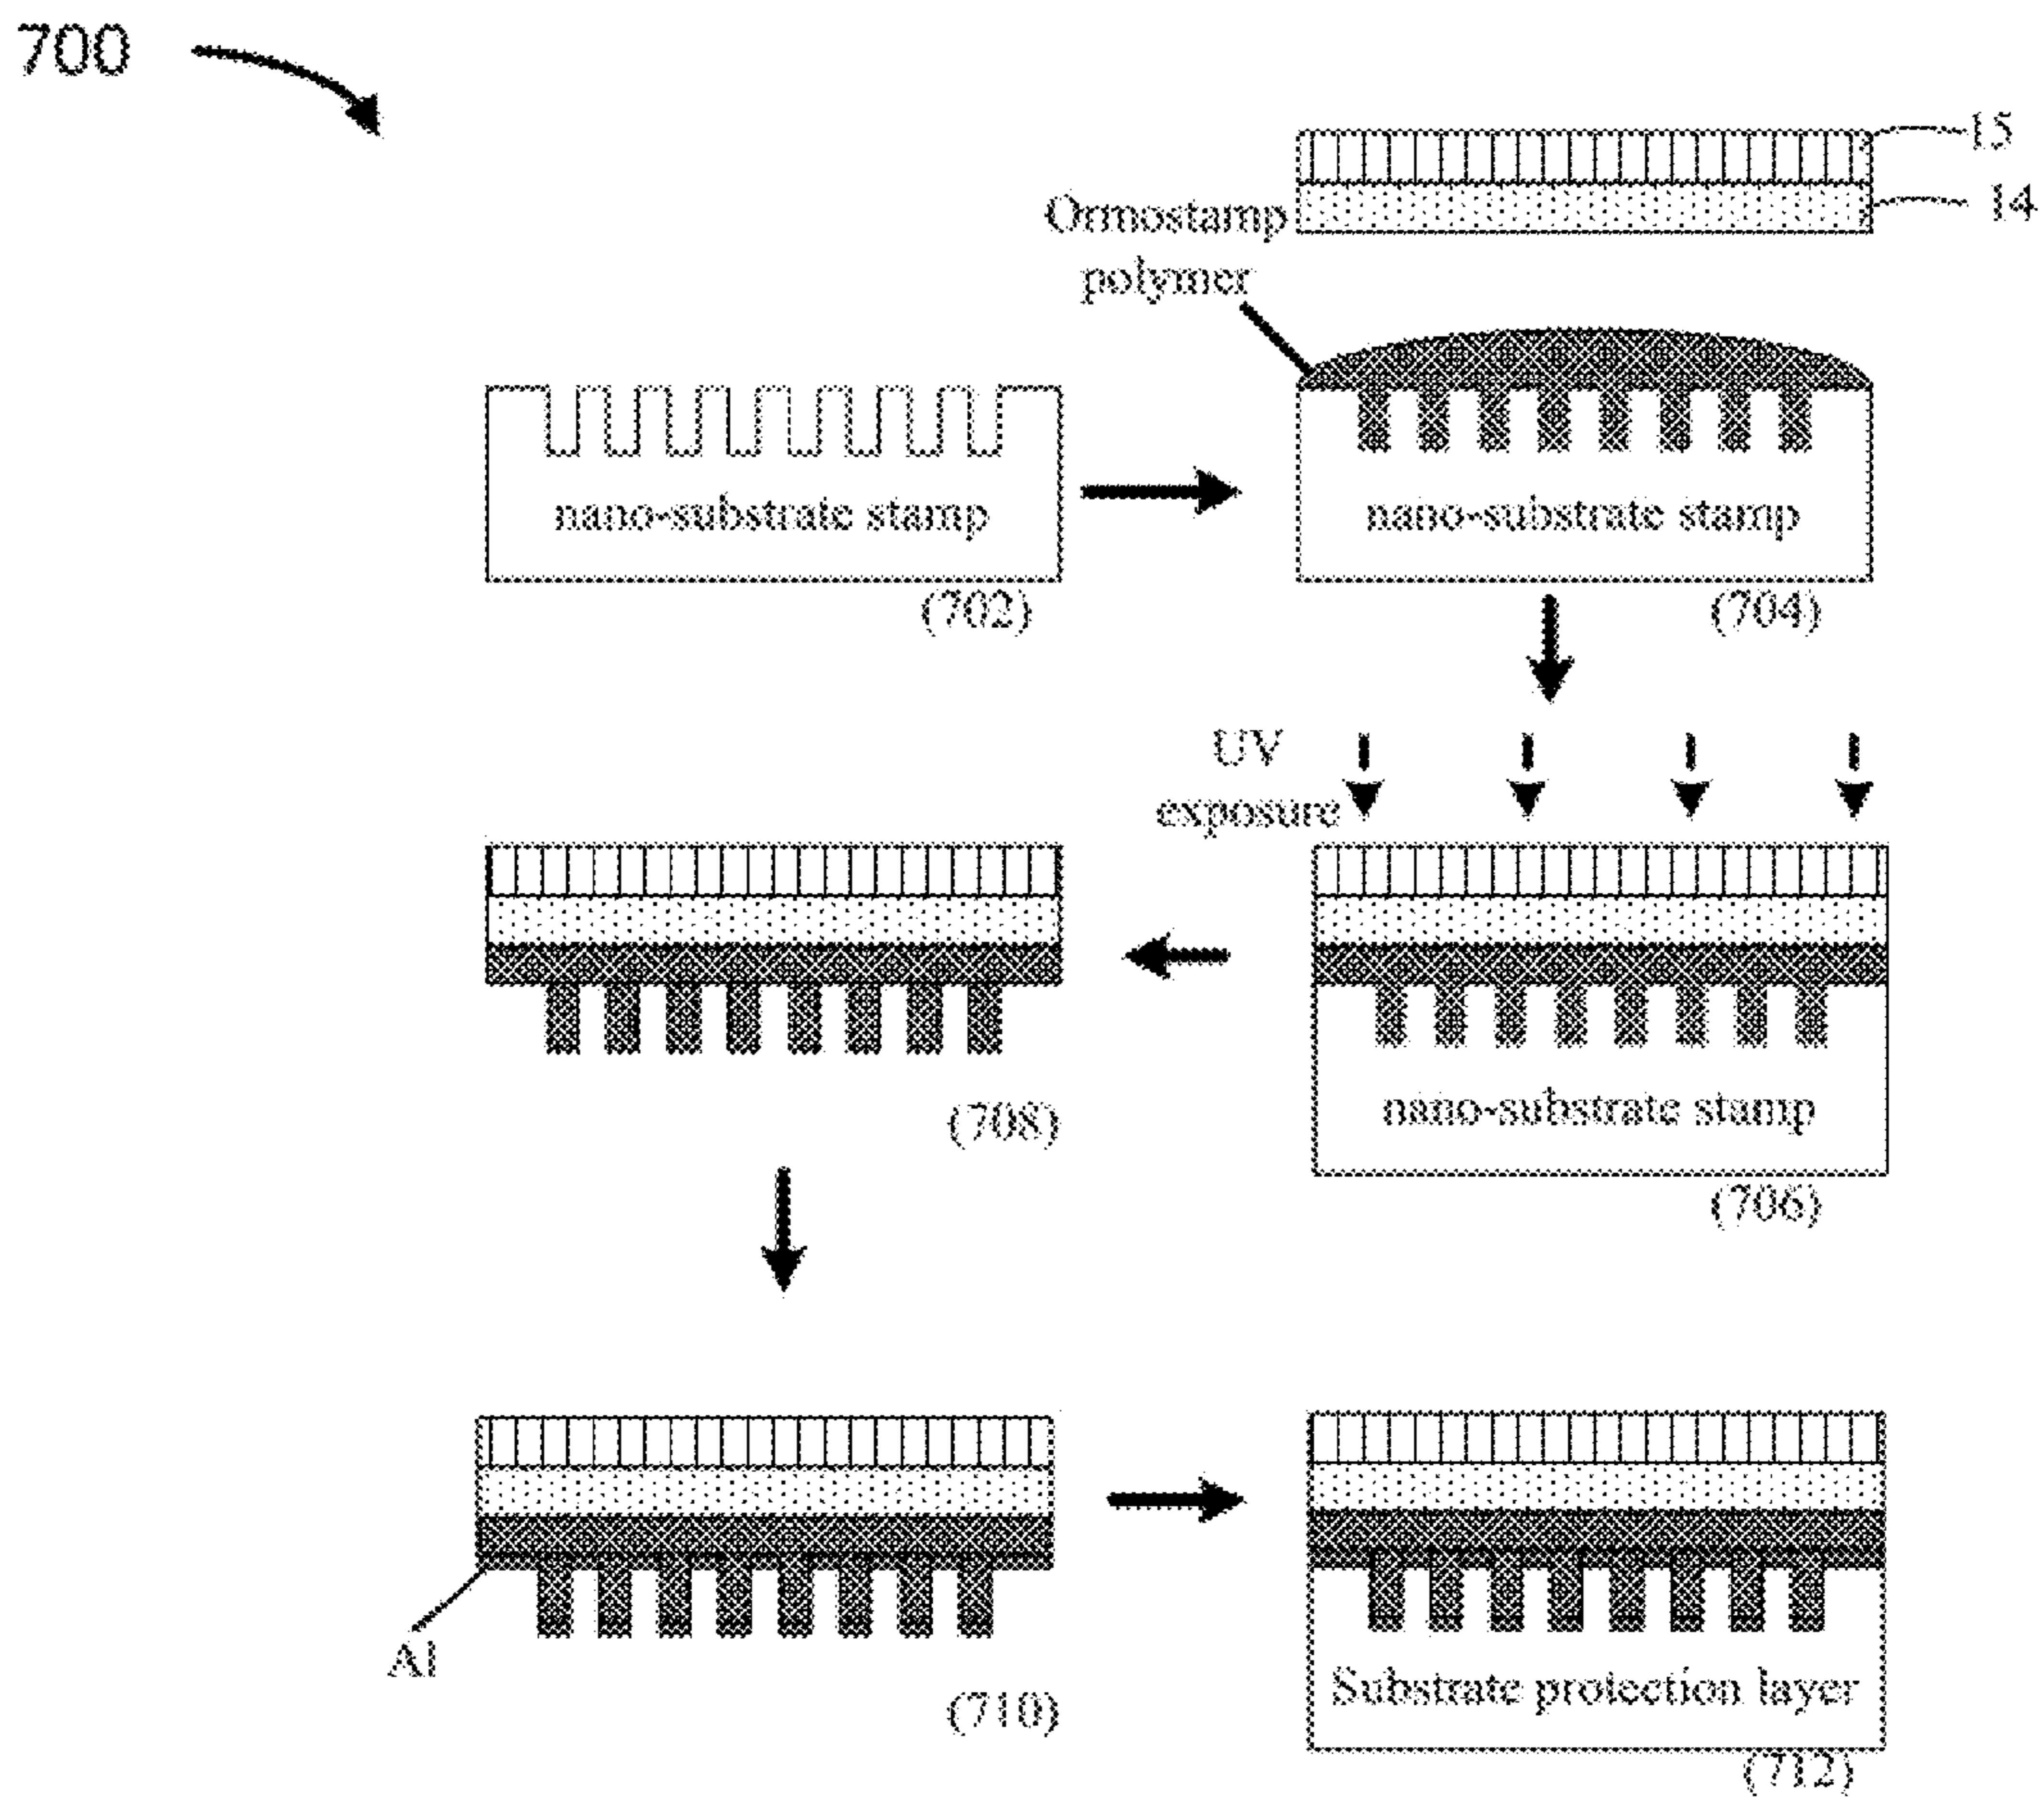 700
15
14
Ormostamp
polymer
nano-substrate stamp
nano-substrate stamp
(702)
(704)
UV
exposure
nano-substrate stamp
(708)
(706)
Al
Substrate protection layer
(710)
(712)